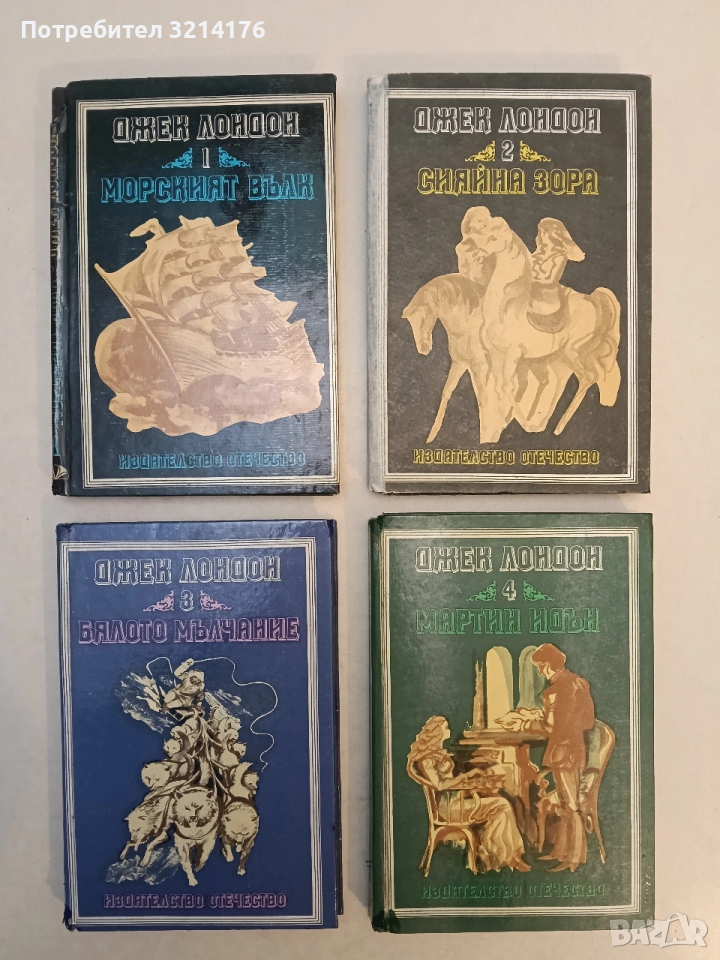 Потребител 3214176
ДЖЕК ЛОНДОН
1
МОРСКИЯТ ВЪЛК
ИЗДАТЕЛСТВО ОТЕЧЕСТВО
ДЖЕК ЛОНДОН
2
СИЯЙНА ЗОРА
ИЗДАТЕЛСТВО ОТЕЧЕСТВО
ДЖЕК ЛОНДОН
3
БЯЛОТО МЪЛЧАНИЕ
ИЗДАТЕЛСТВО ОТЕЧЕСТВО
ДЖЕК ЛОНДОН
4
МАРТИН ИДЪН
ИЗДАТЕЛСТВО ОТЕЧЕСТВО
BAZAR